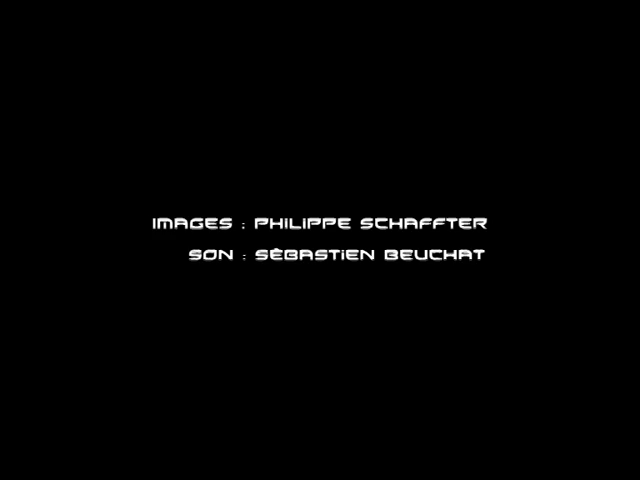 IMAGES : PHILIPPE SCHAFFTER
SON : SÉBASTIEN BEUCHAT